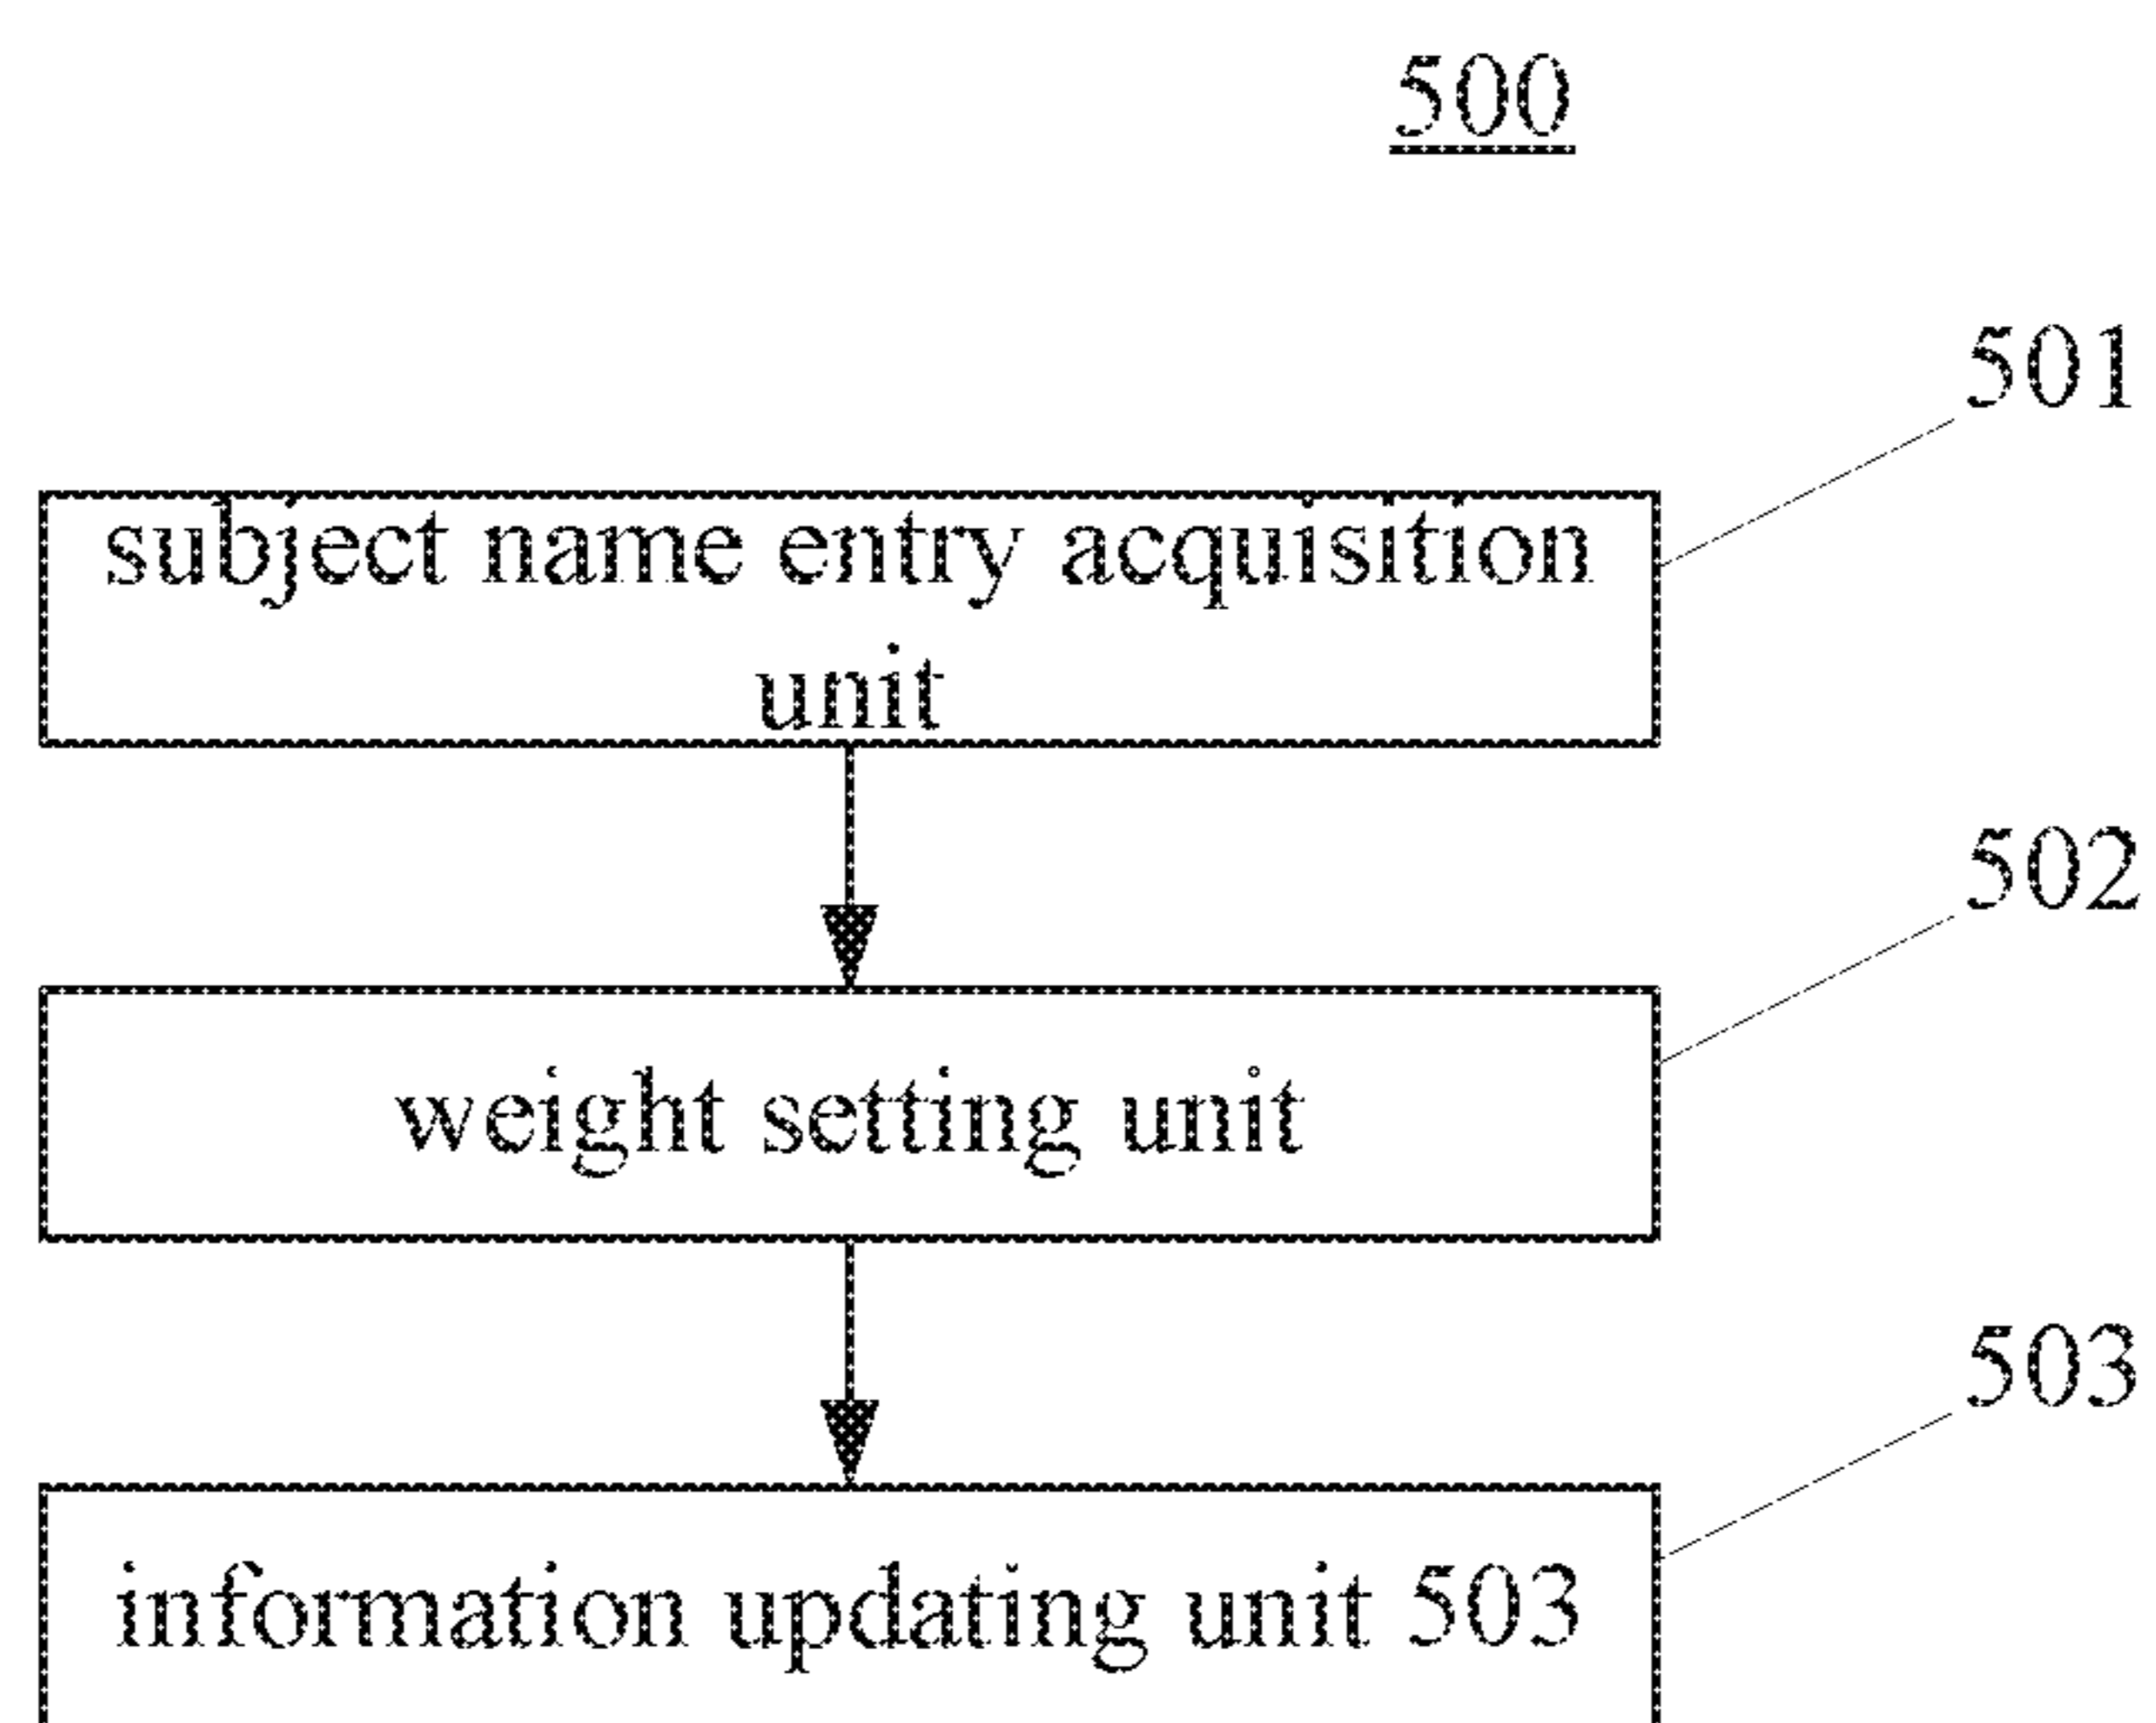 500
501
subject name entry acquisition
unit
502
weight setting unit
503
information updating unit 503